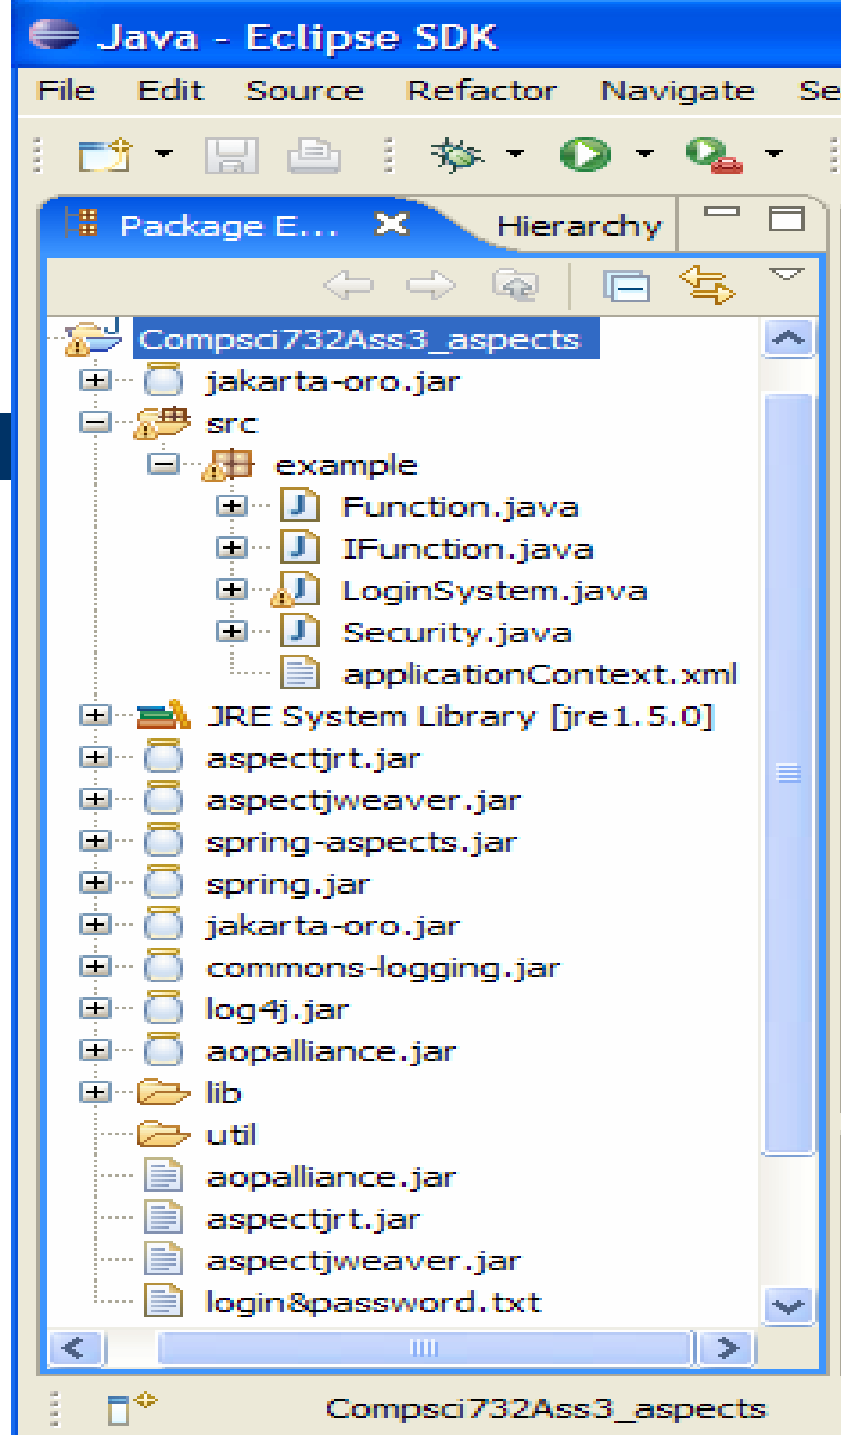 Java - Eclipse SDK
File Edit Source Refactor Navigate Se
Package E... Hierarchy
Compsci732Ass3_aspects
jakarta-oro.jar
src
example
Function.java
IFunction.java
LoginSystem.java
Security.java
applicationContext.xml
JRE System Library [jre1.5.0]
aspectjrt.jar
aspectjweaver.jar
spring-aspects.jar
spring.jar
jakarta-oro.jar
commons-logging.jar
log4j.jar
aopalliance.jar
lib
util
aopalliance.jar
aspectjrt.jar
aspectjweaver.jar
login&password.txt
Compsci732Ass3_aspects